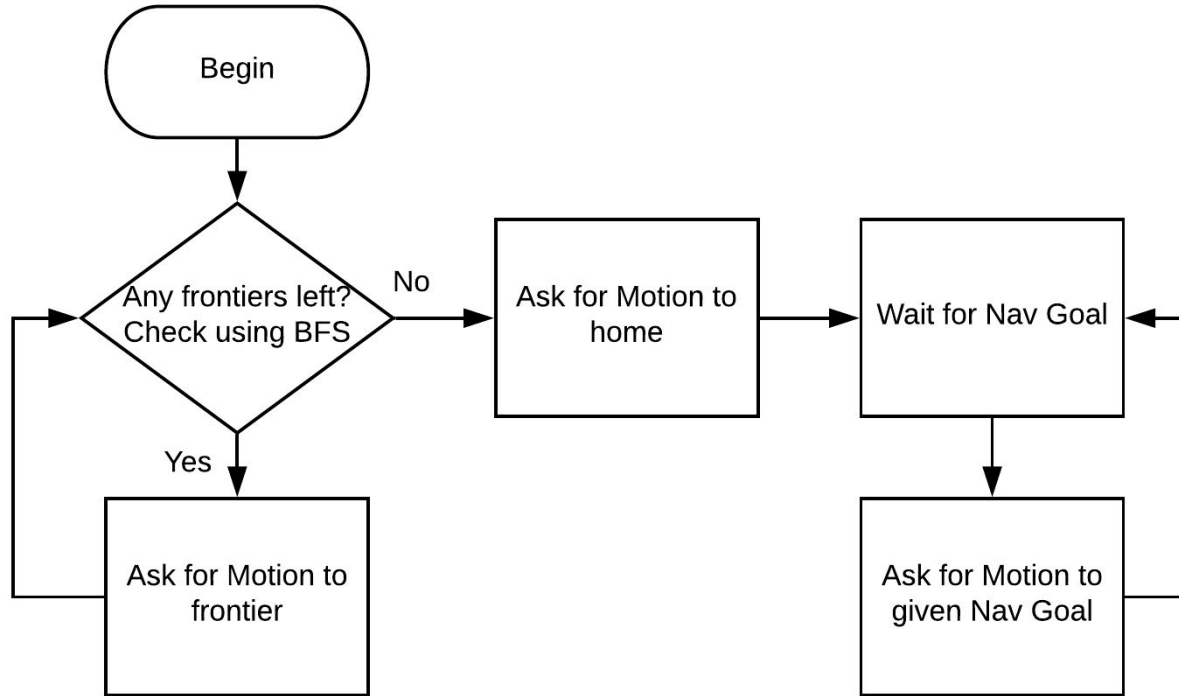 Begin
Any frontiers left?
Check using BFS
No
Yes
Ask for Motion to
frontier
Ask for Motion to
home
Wait for Nav Goal
Ask for Motion to
given Nav Goal